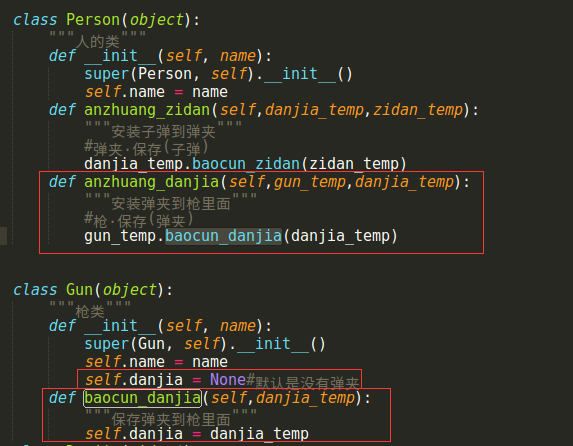 class Person(object):
"""人的类"""
def __init__(self, name):
super(Person, self).__init__()
self.name = name
def anzhuang_zidan(self,danjia_temp,zidan_temp):
"""安装子弹到弹夹"""
#弹夹·保存(子弹)
danjia_temp.baocun_zidan(zidan_temp)
def anzhuang_danjia(self,gun_temp,danjia_temp):
"""安装弹夹到枪里面"""
#枪·保存(弹夹)
gun_temp.baocun_danjia(danjia_temp)
class Gun(object):
"""枪类"""
def __init__(self, name):
super(Gun, self).__init__()
self.name = name
self.danjia = None#默认是没有弹夹
def baocun_danjia(self,danjia_temp):
"""保存弹夹到枪里面"""
self.danjia = danjia_temp